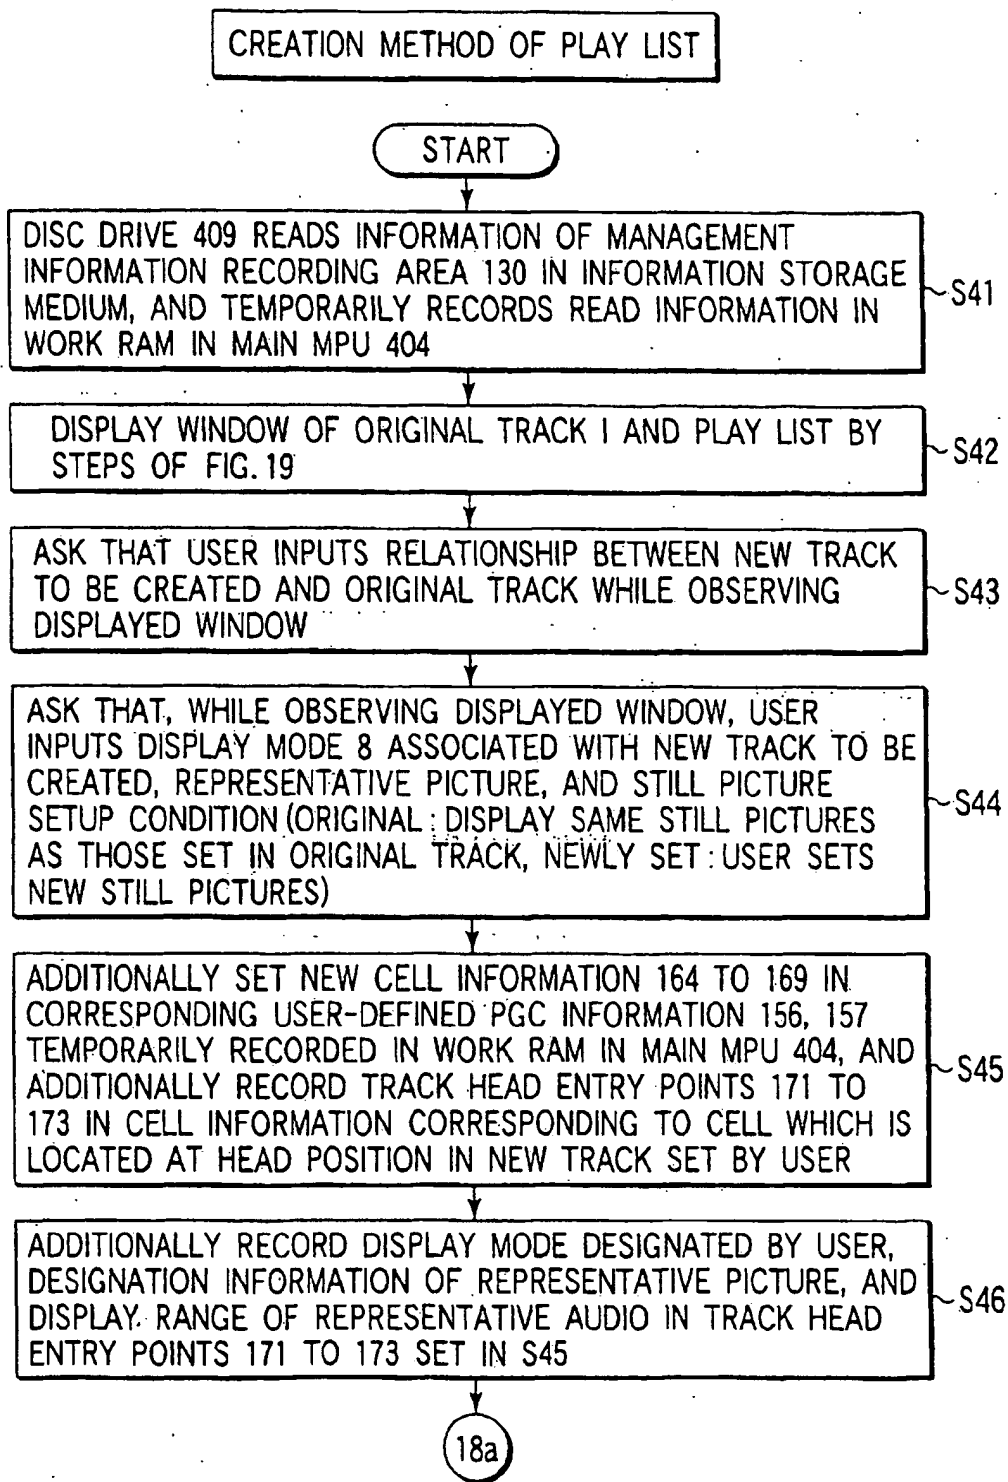 CREATION METHOD OF PLAY LIST
START
DISC DRIVE 409 READS INFORMATION OF MANAGEMENT
INFORMATION RECORDING AREA 130 IN INFORMATION STORAGE
MEDIUM, AND TEMPORARILY RECORDS READ INFORMATION IN
WORK RAM IN MAIN MPU 404
S41
DISPLAY WINDOW OF ORIGINAL TRACK I AND PLAY LIST BY
STEPS OF FIG. 19
S42
ASK THAT USER INPUTS RELATIONSHIP BETWEEN NEW TRACK
TO BE CREATED AND ORIGINAL TRACK WHILE OBSERVING
DISPLAYED WINDOW
S43
ASK THAT, WHILE OBSERVING DISPLAYED WINDOW, USER
INPUTS DISPLAY MODE 8 ASSOCIATED WITH NEW TRACK TO BE
CREATED, REPRESENTATIVE PICTURE, AND STILL PICTURE
SETUP CONDITION (ORIGINAL : DISPLAY SAME STILL PICTURES
AS THOSE SET IN ORIGINAL TRACK, NEWLY SET : USER SETS
NEW STILL PICTURES)
S44
ADDITIONALLY SET NEW CELL INFORMATION 164 TO 169 IN
CORRESPONDING USER-DEFINED PGC INFORMATION 156, 157
TEMPORARILY RECORDED IN WORK RAM IN MAIN MPU 404, AND
ADDITIONALLY RECORD TRACK HEAD ENTRY POINTS 171 TO
173 IN CELL INFORMATION CORRESPONDING TO CELL WHICH IS
LOCATED AT HEAD POSITION IN NEW TRACK SET BY USER
S45
ADDITIONALLY RECORD DISPLAY MODE DESIGNATED BY USER,
DESIGNATION INFORMATION OF REPRESENTATIVE PICTURE, AND
DISPLAY RANGE OF REPRESENTATIVE AUDIO IN TRACK HEAD
ENTRY POINTS 171 TO 173 SET IN S45
S46
18a